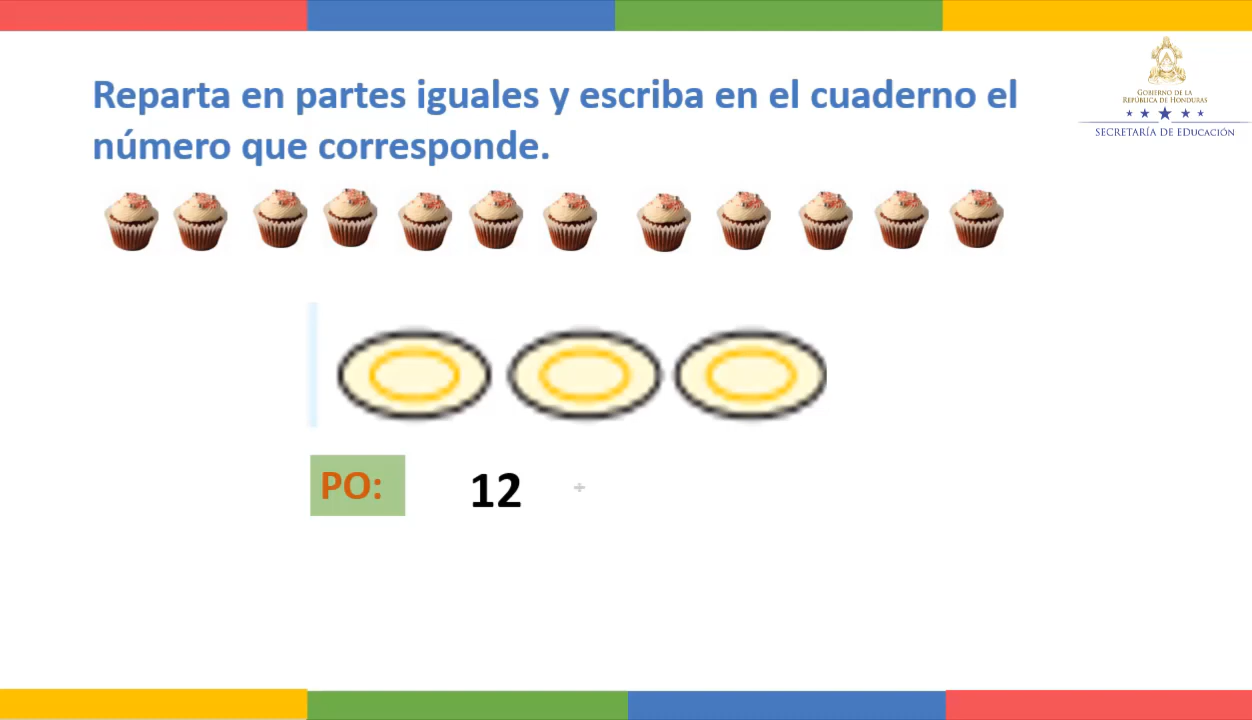 Reparta en partes iguales y escriba en el cuaderno el
número que corresponde.
GOBIERNO DE LA
REPÚBLICA DE HONDURAS
SECRETARÍA DE EDUCACIÓN
PO: 12 +